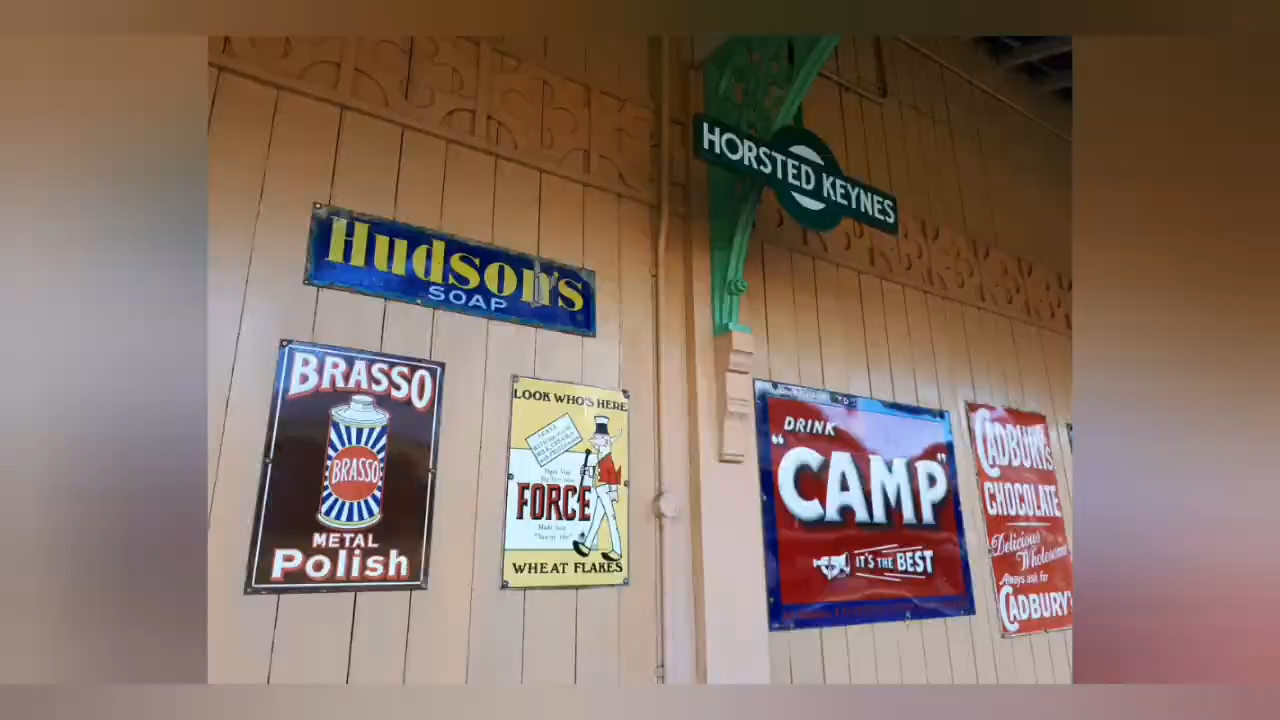 HORSTED KEYNES
Hudson's
SOAP
BRASSO
BRASSO
METAL
Polish
LOOK WHO'S HERE
FORCE
WHEAT FLAKES
DRINK
"CAMP"
IT'S THE BEST
CADBURY'S
CHOCOLATE
Delicious
Wholesome
Always ask for
CADBURY'